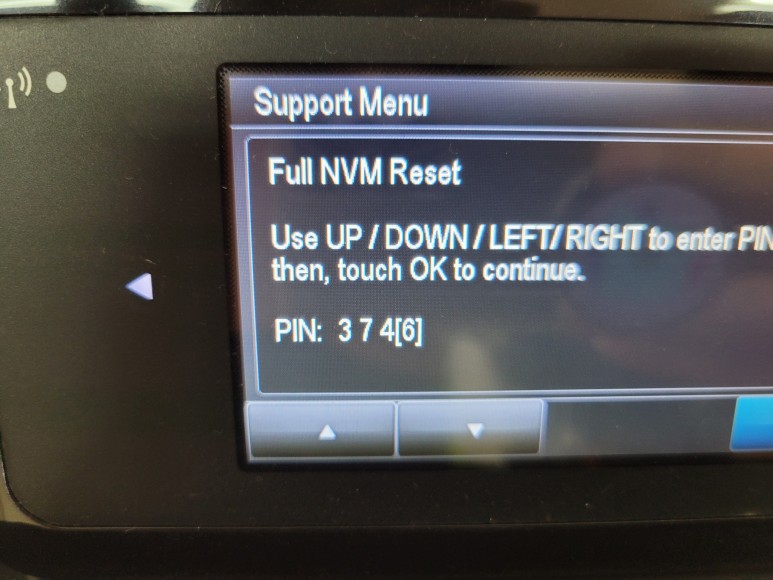 Support Menu
Full NVM Reset
Use UP / DOWN / LEFT/ RIGHT to enter PIN
then, touch OK to continue.
PIN: 3 7 4[6]